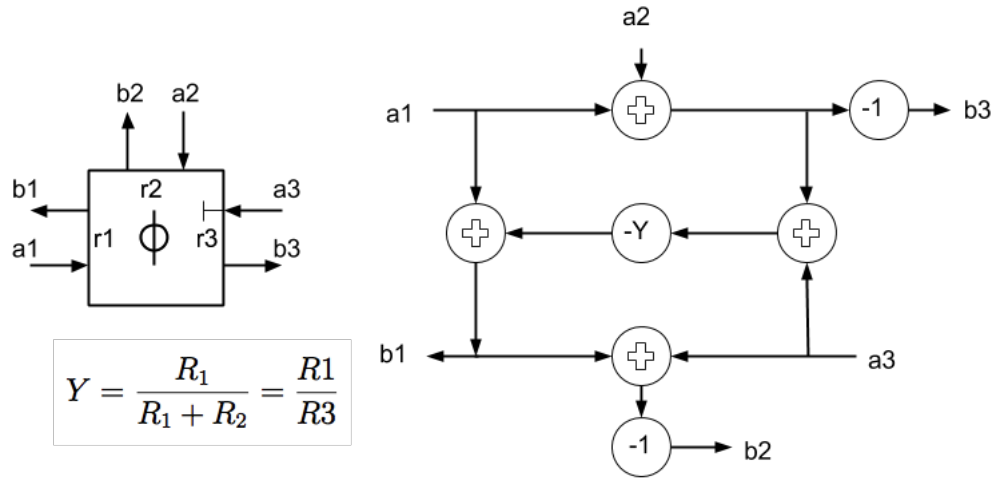 b2 a2
b1 r2 a3
r1 ϕ r3
a1 b3
Y = R₁ / (R₁ + R₂) = R1 / R3
a2
a1 + -1 b3
+ -Y +
b1 + a3
-1 b2